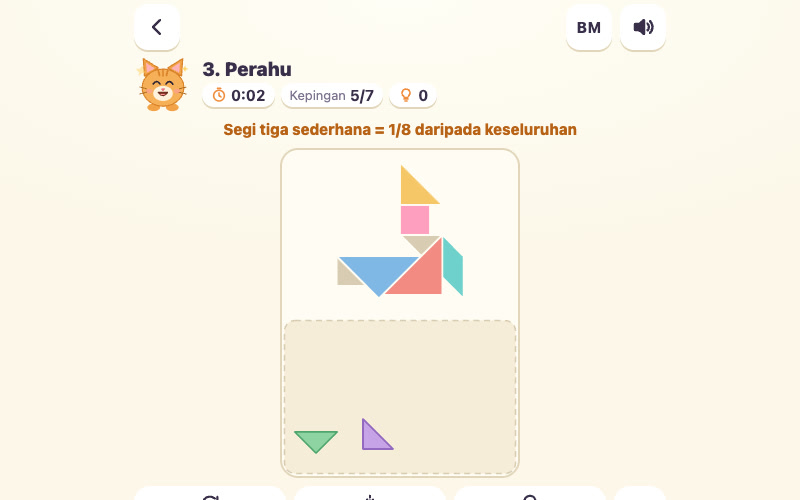 BM
3. Perahu
0:02
Kepingan 5/7
0
Segi tiga sederhana = 1/8 daripada keseluruhan